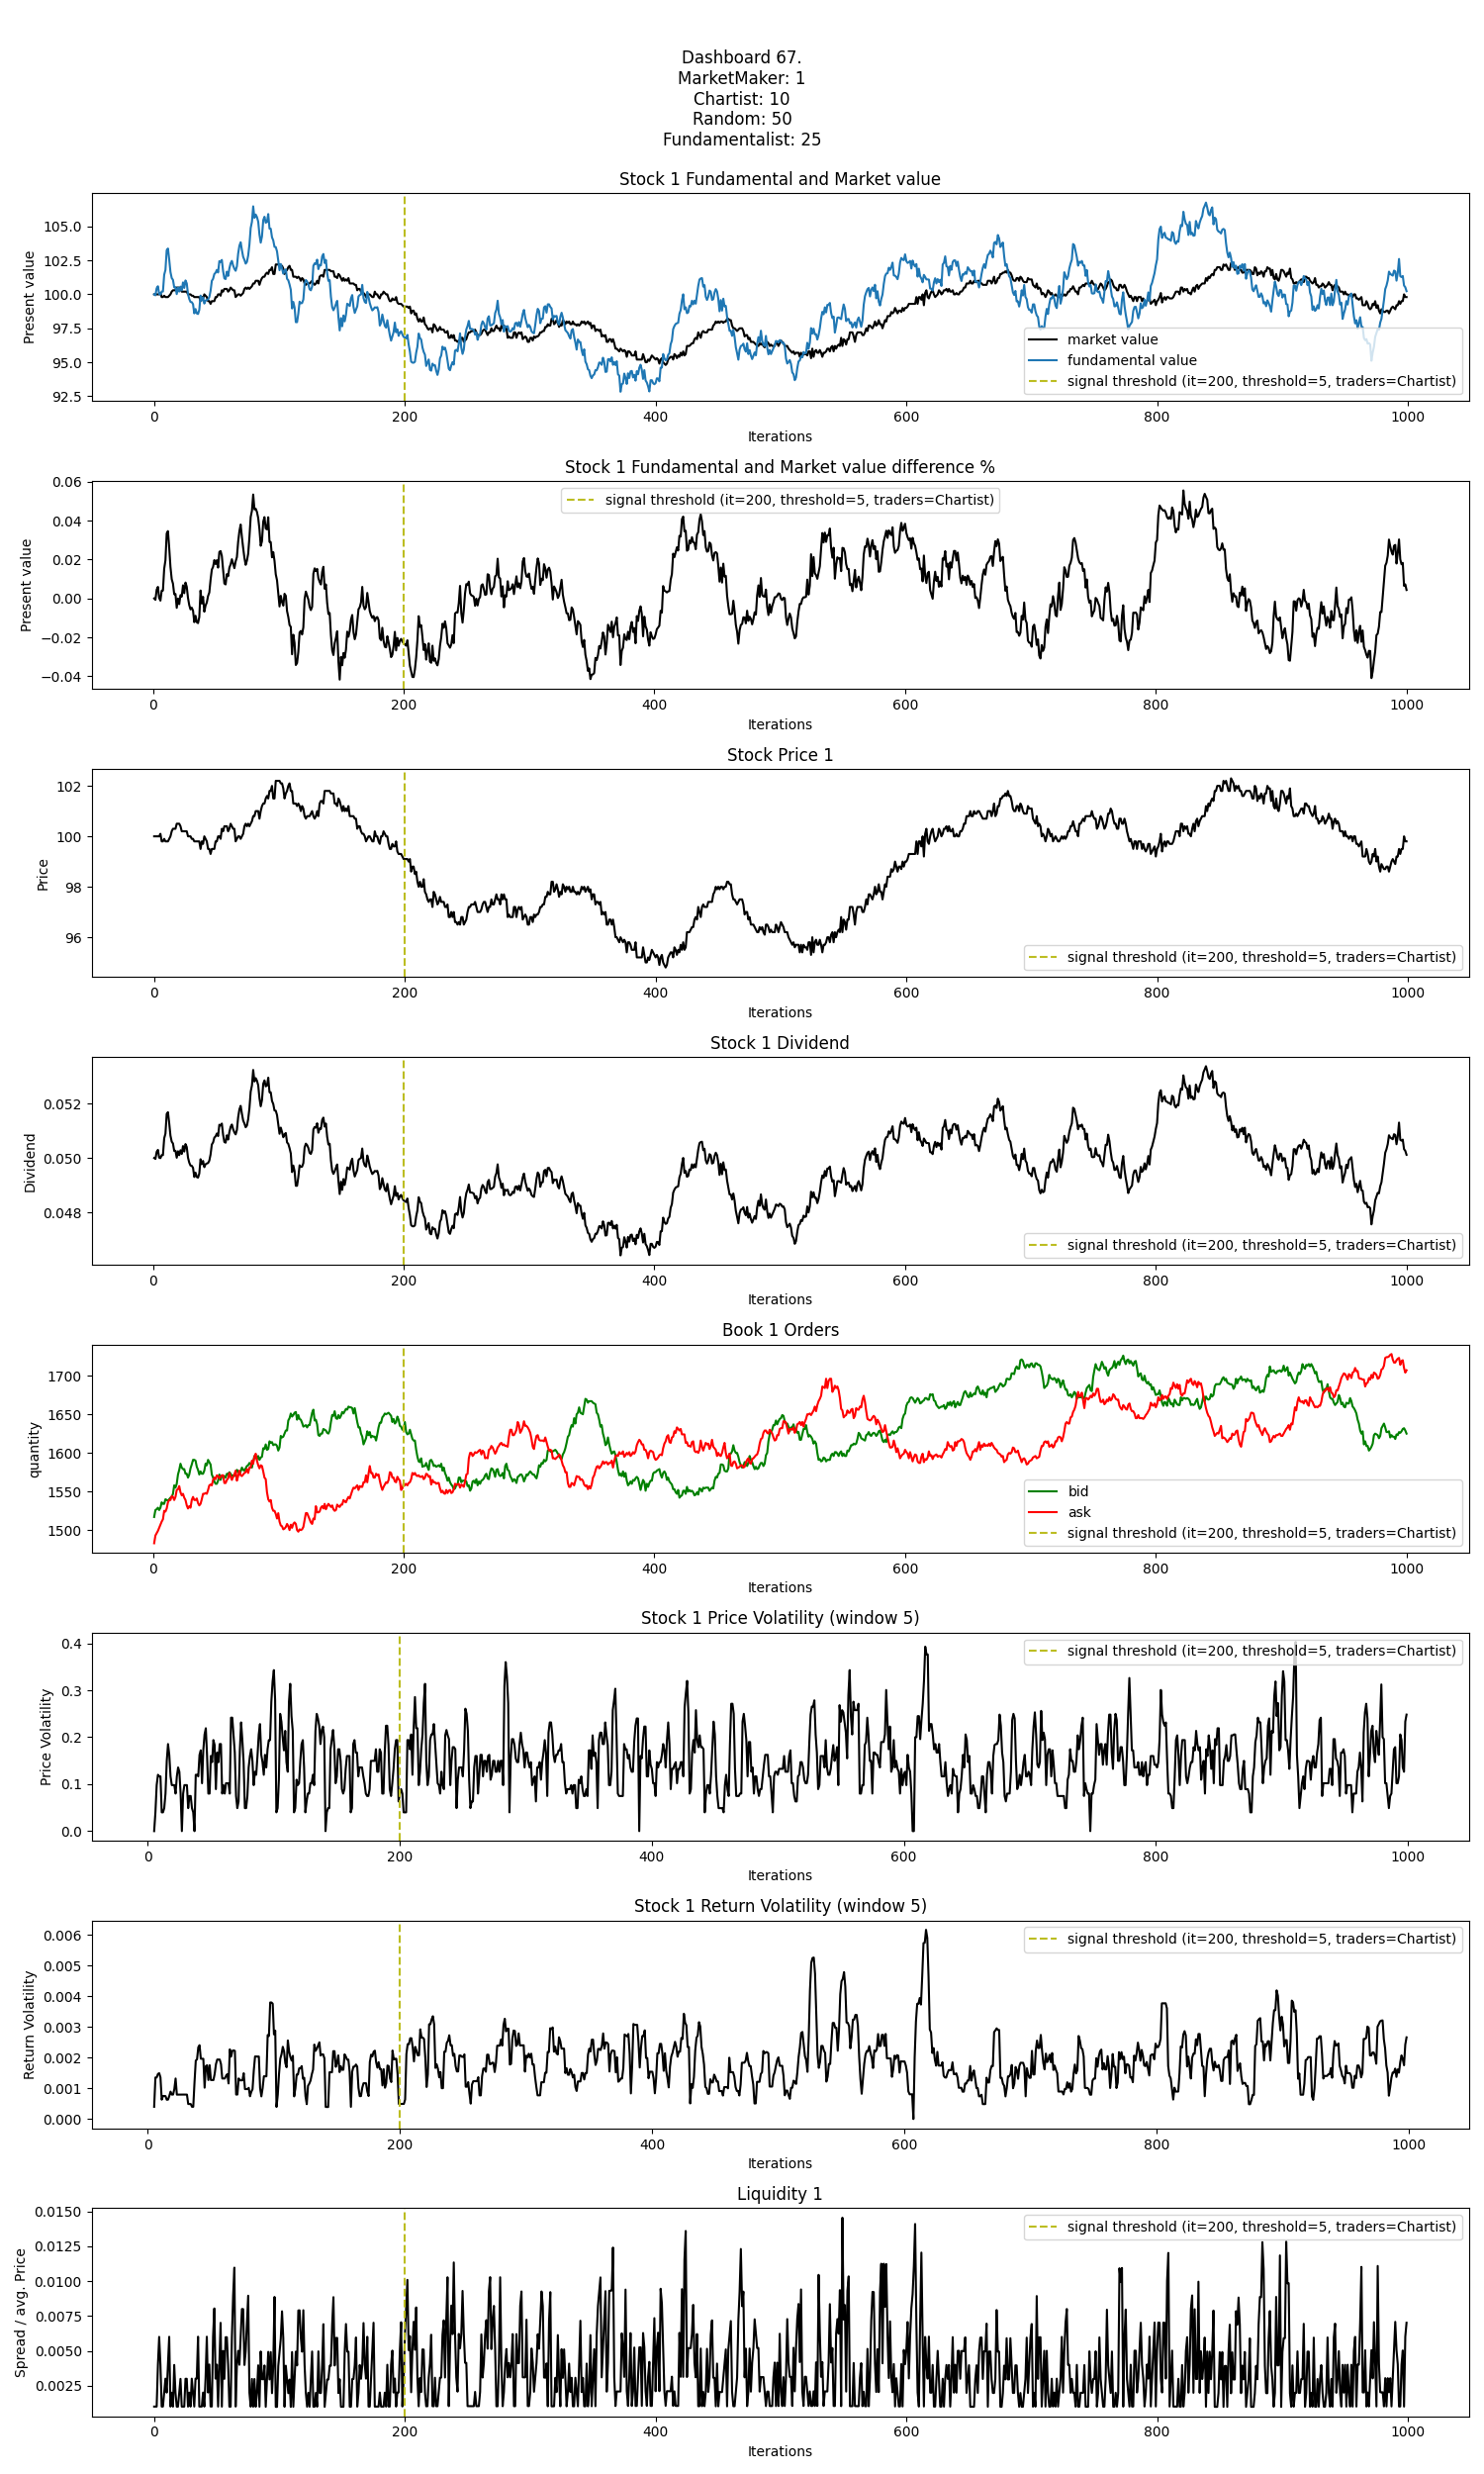 Dashboard 67.
MarketMaker: 1
Chartist: 10
Random: 50
Fundamentalist: 25
Stock 1 Fundamental and Market value
Present value
105.0
102.5
100.0
97.5
95.0
92.5
market value
fundamental value
signal threshold (it=200, threshold=5, traders=Chartist)
0 200 400 600 800 1000
Iterations
Stock 1 Fundamental and Market value difference %
Present value
0.06
0.04
0.02
0.00
−0.02
−0.04
signal threshold (it=200, threshold=5, traders=Chartist)
0 200 400 600 800 1000
Iterations
Stock Price 1
Price
102
100
98
96
signal threshold (it=200, threshold=5, traders=Chartist)
0 200 400 600 800 1000
Iterations
Stock 1 Dividend
Dividend
0.052
0.050
0.048
signal threshold (it=200, threshold=5, traders=Chartist)
0 200 400 600 800 1000
Iterations
Book 1 Orders
quantity
1700
1650
1600
1550
1500
bid
ask
signal threshold (it=200, threshold=5, traders=Chartist)
0 200 400 600 800 1000
Iterations
Stock 1 Price Volatility (window 5)
Price Volatility
0.4
0.3
0.2
0.1
0.0
signal threshold (it=200, threshold=5, traders=Chartist)
0 200 400 600 800 1000
Iterations
Stock 1 Return Volatility (window 5)
Return Volatility
0.006
0.005
0.004
0.003
0.002
0.001
0.000
signal threshold (it=200, threshold=5, traders=Chartist)
0 200 400 600 800 1000
Iterations
Liquidity 1
Spread / avg. Price
0.0150
0.0125
0.0100
0.0075
0.0050
0.0025
signal threshold (it=200, threshold=5, traders=Chartist)
0 200 400 600 800 1000
Iterations